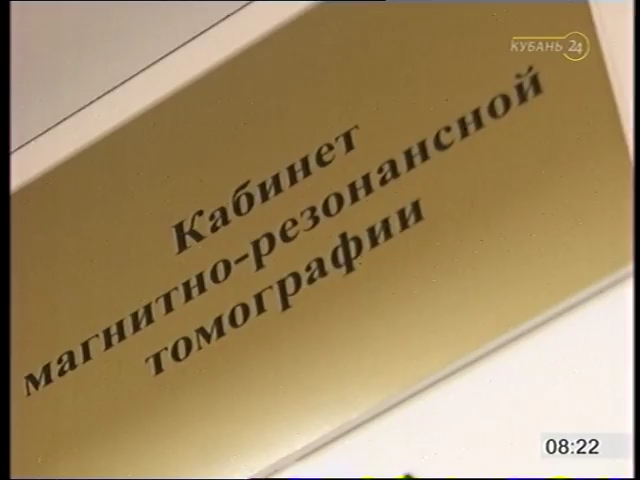 КУБАНЬ 24
Кабинет
магнитно-резонансной
томографии
08:22